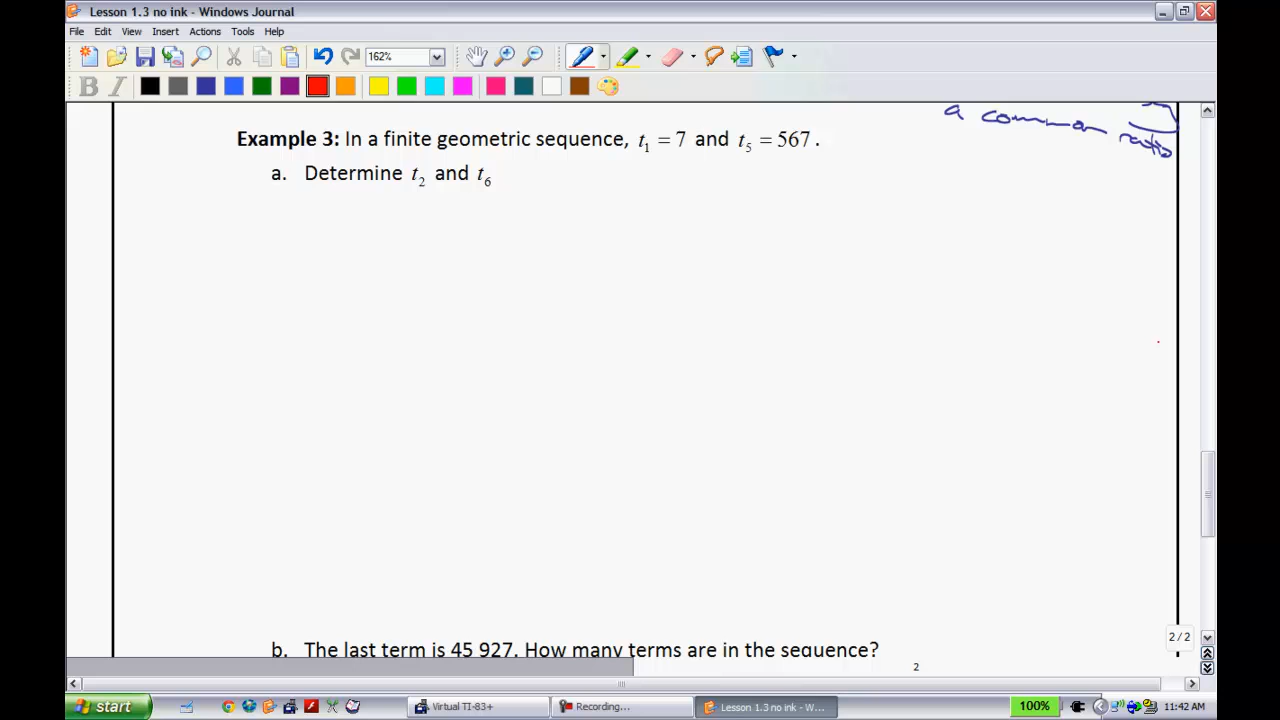 Lesson 1.3 no ink - Windows Journal
File Edit View Insert Actions Tools Help
162%
B I
a common ratio
Example 3: In a finite geometric sequence, t₁ = 7 and t₅ = 567.
a. Determine t₂ and t₆
b. The last term is 45 927. How many terms are in the sequence?
2/2
2
start Virtual TI-83+ Recording... Lesson 1.3 no ink - W... 100% 11:42 AM